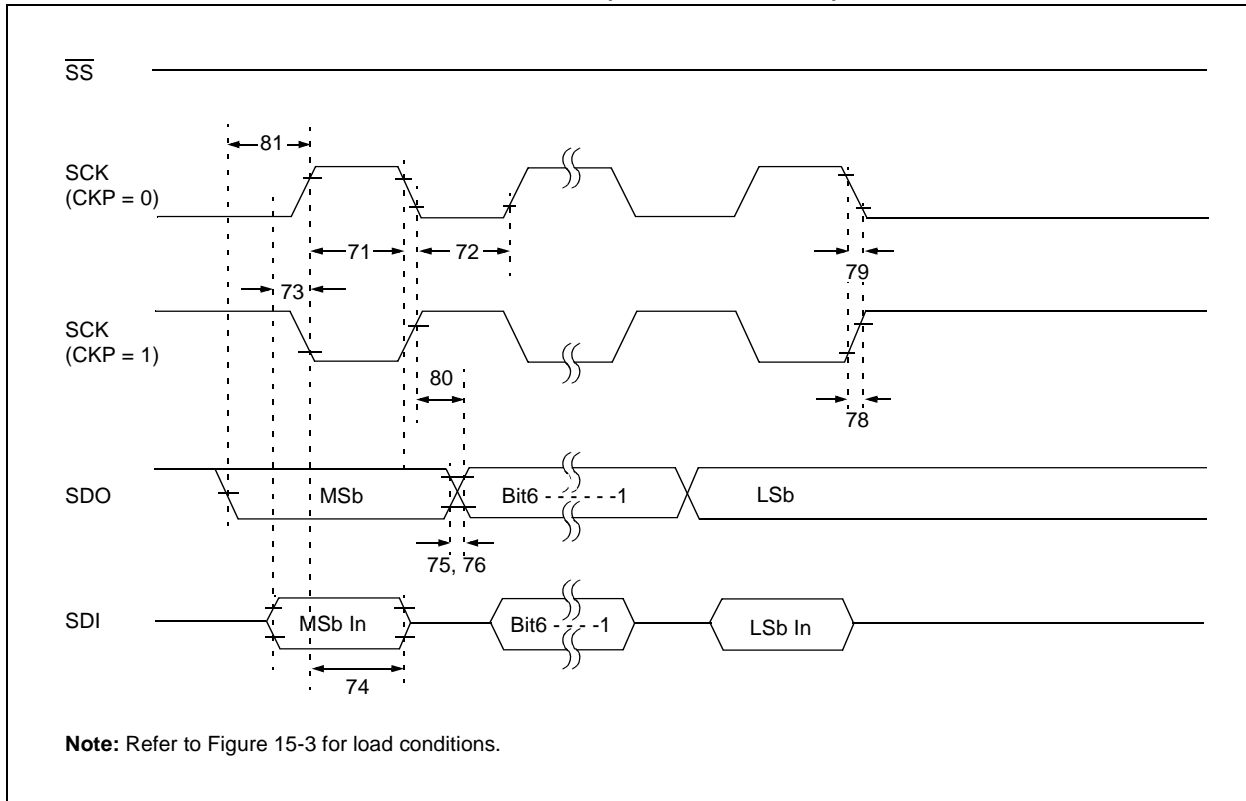 SS
81
SCK
(CKP = 0)
71
72
79
73
SCK
(CKP = 1)
80
78
SDO
MSb
Bit6 - - - - - -1
LSb
75, 76
SDI
MSb In
Bit6 - - - -1
LSb In
74
Note: Refer to Figure 15-3 for load conditions.